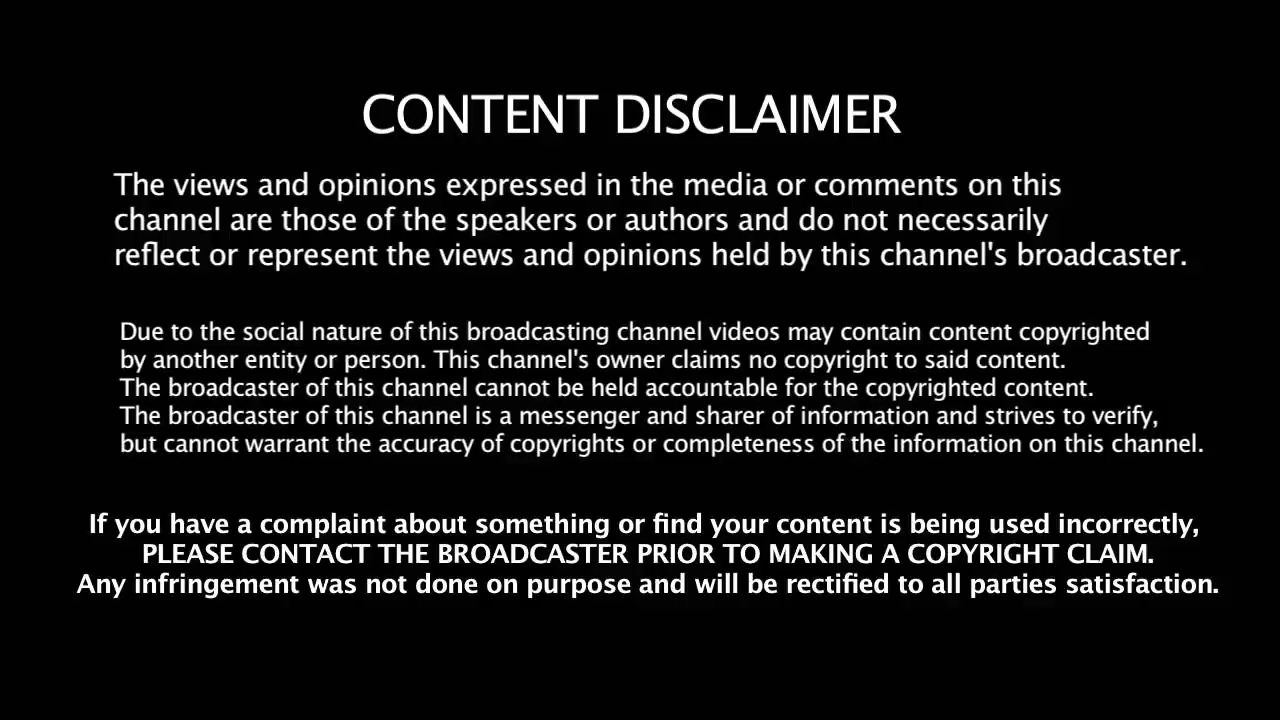 CONTENT DISCLAIMER
The views and opinions expressed in the media or comments on this
channel are those of the speakers or authors and do not necessarily
reflect or represent the views and opinions held by this channel's broadcaster.
Due to the social nature of this broadcasting channel videos may contain content copyrighted
by another entity or person. This channel's owner claims no copyright to said content.
The broadcaster of this channel cannot be held accountable for the copyrighted content.
The broadcaster of this channel is a messenger and sharer of information and strives to verify,
but cannot warrant the accuracy of copyrights or completeness of the information on this channel.
If you have a complaint about something or find your content is being used incorrectly,
PLEASE CONTACT THE BROADCASTER PRIOR TO MAKING A COPYRIGHT CLAIM.
Any infringement was not done on purpose and will be rectified to all parties satisfaction.